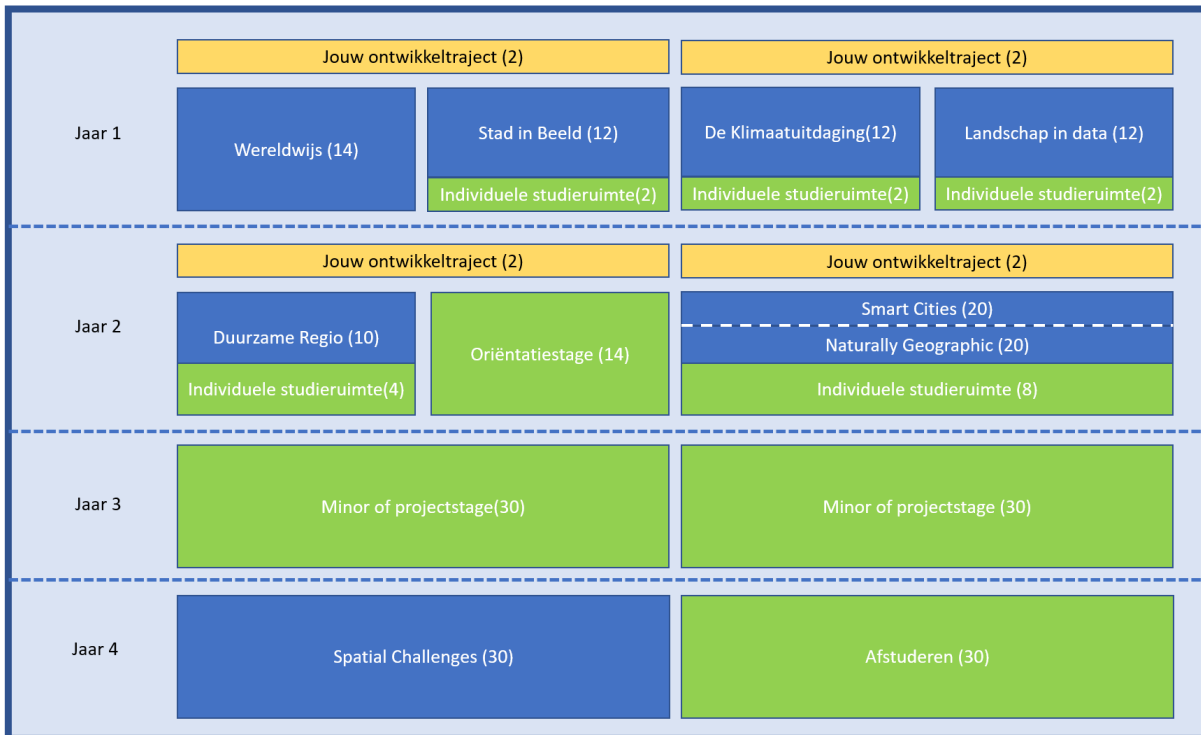 Jouw ontwikkeltraject (2)
Jouw ontwikkeltraject (2)
Jaar 1
Wereldwijs (14)
Stad in Beeld (12)
Individuele studieruimte(2)
De Klimaatuitdaging(12)
Individuele studieruimte(2)
Landschap in data (12)
Individuele studieruimte(2)
Jouw ontwikkeltraject (2)
Jouw ontwikkeltraject (2)
Jaar 2
Duurzame Regio (10)
Individuele studieruimte(4)
Oriëntatiestage (14)
Smart Cities (20)
Naturally Geographic (20)
Individuele studieruimte (8)
Jaar 3
Minor of projectstage(30)
Minor of projectstage (30)
Jaar 4
Spatial Challenges (30)
Afstuderen (30)